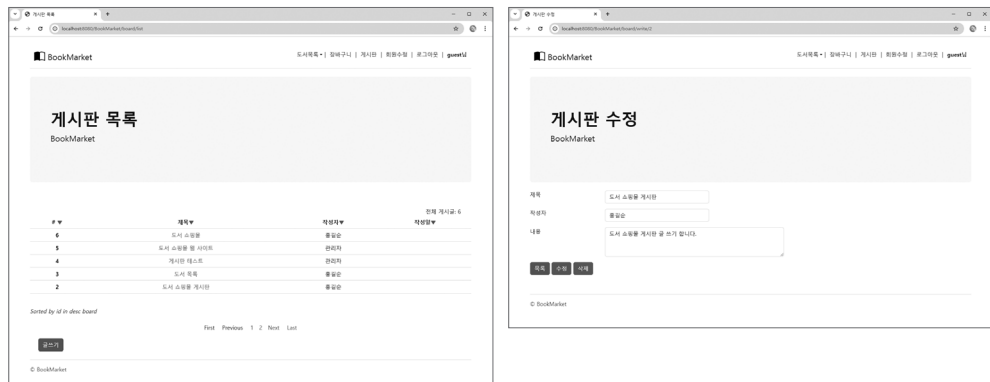 게시판 목록
localhost:8080/BookMarket/board/list
BookMarket
도서목록 | 장바구니 | 게시판 | 회원수정 | 로그아웃 | guest님
게시판 목록
BookMarket
전체 게시글: 6
# ▼ 제목▼ 작성자▼ 작성일▼
6 도서 쇼핑몰 홍길순
5 도서 쇼핑몰 웹 사이트 관리자
4 게시판 테스트 관리자
3 도서 목록 홍길순
2 도서 쇼핑몰 게시판 홍길순
Sorted by id in desc board
First Previous 1 2 Next Last
글쓰기
© BookMarket
게시판 수정
localhost:8080/BookMarket/board/write/2
BookMarket
도서목록 | 장바구니 | 게시판 | 회원수정 | 로그아웃 | guest님
게시판 수정
BookMarket
제목 도서 쇼핑몰 게시판
작성자 홍길순
내용 도서 쇼핑몰 게시판 글 쓰기 합니다.
목록 수정 삭제
© BookMarket